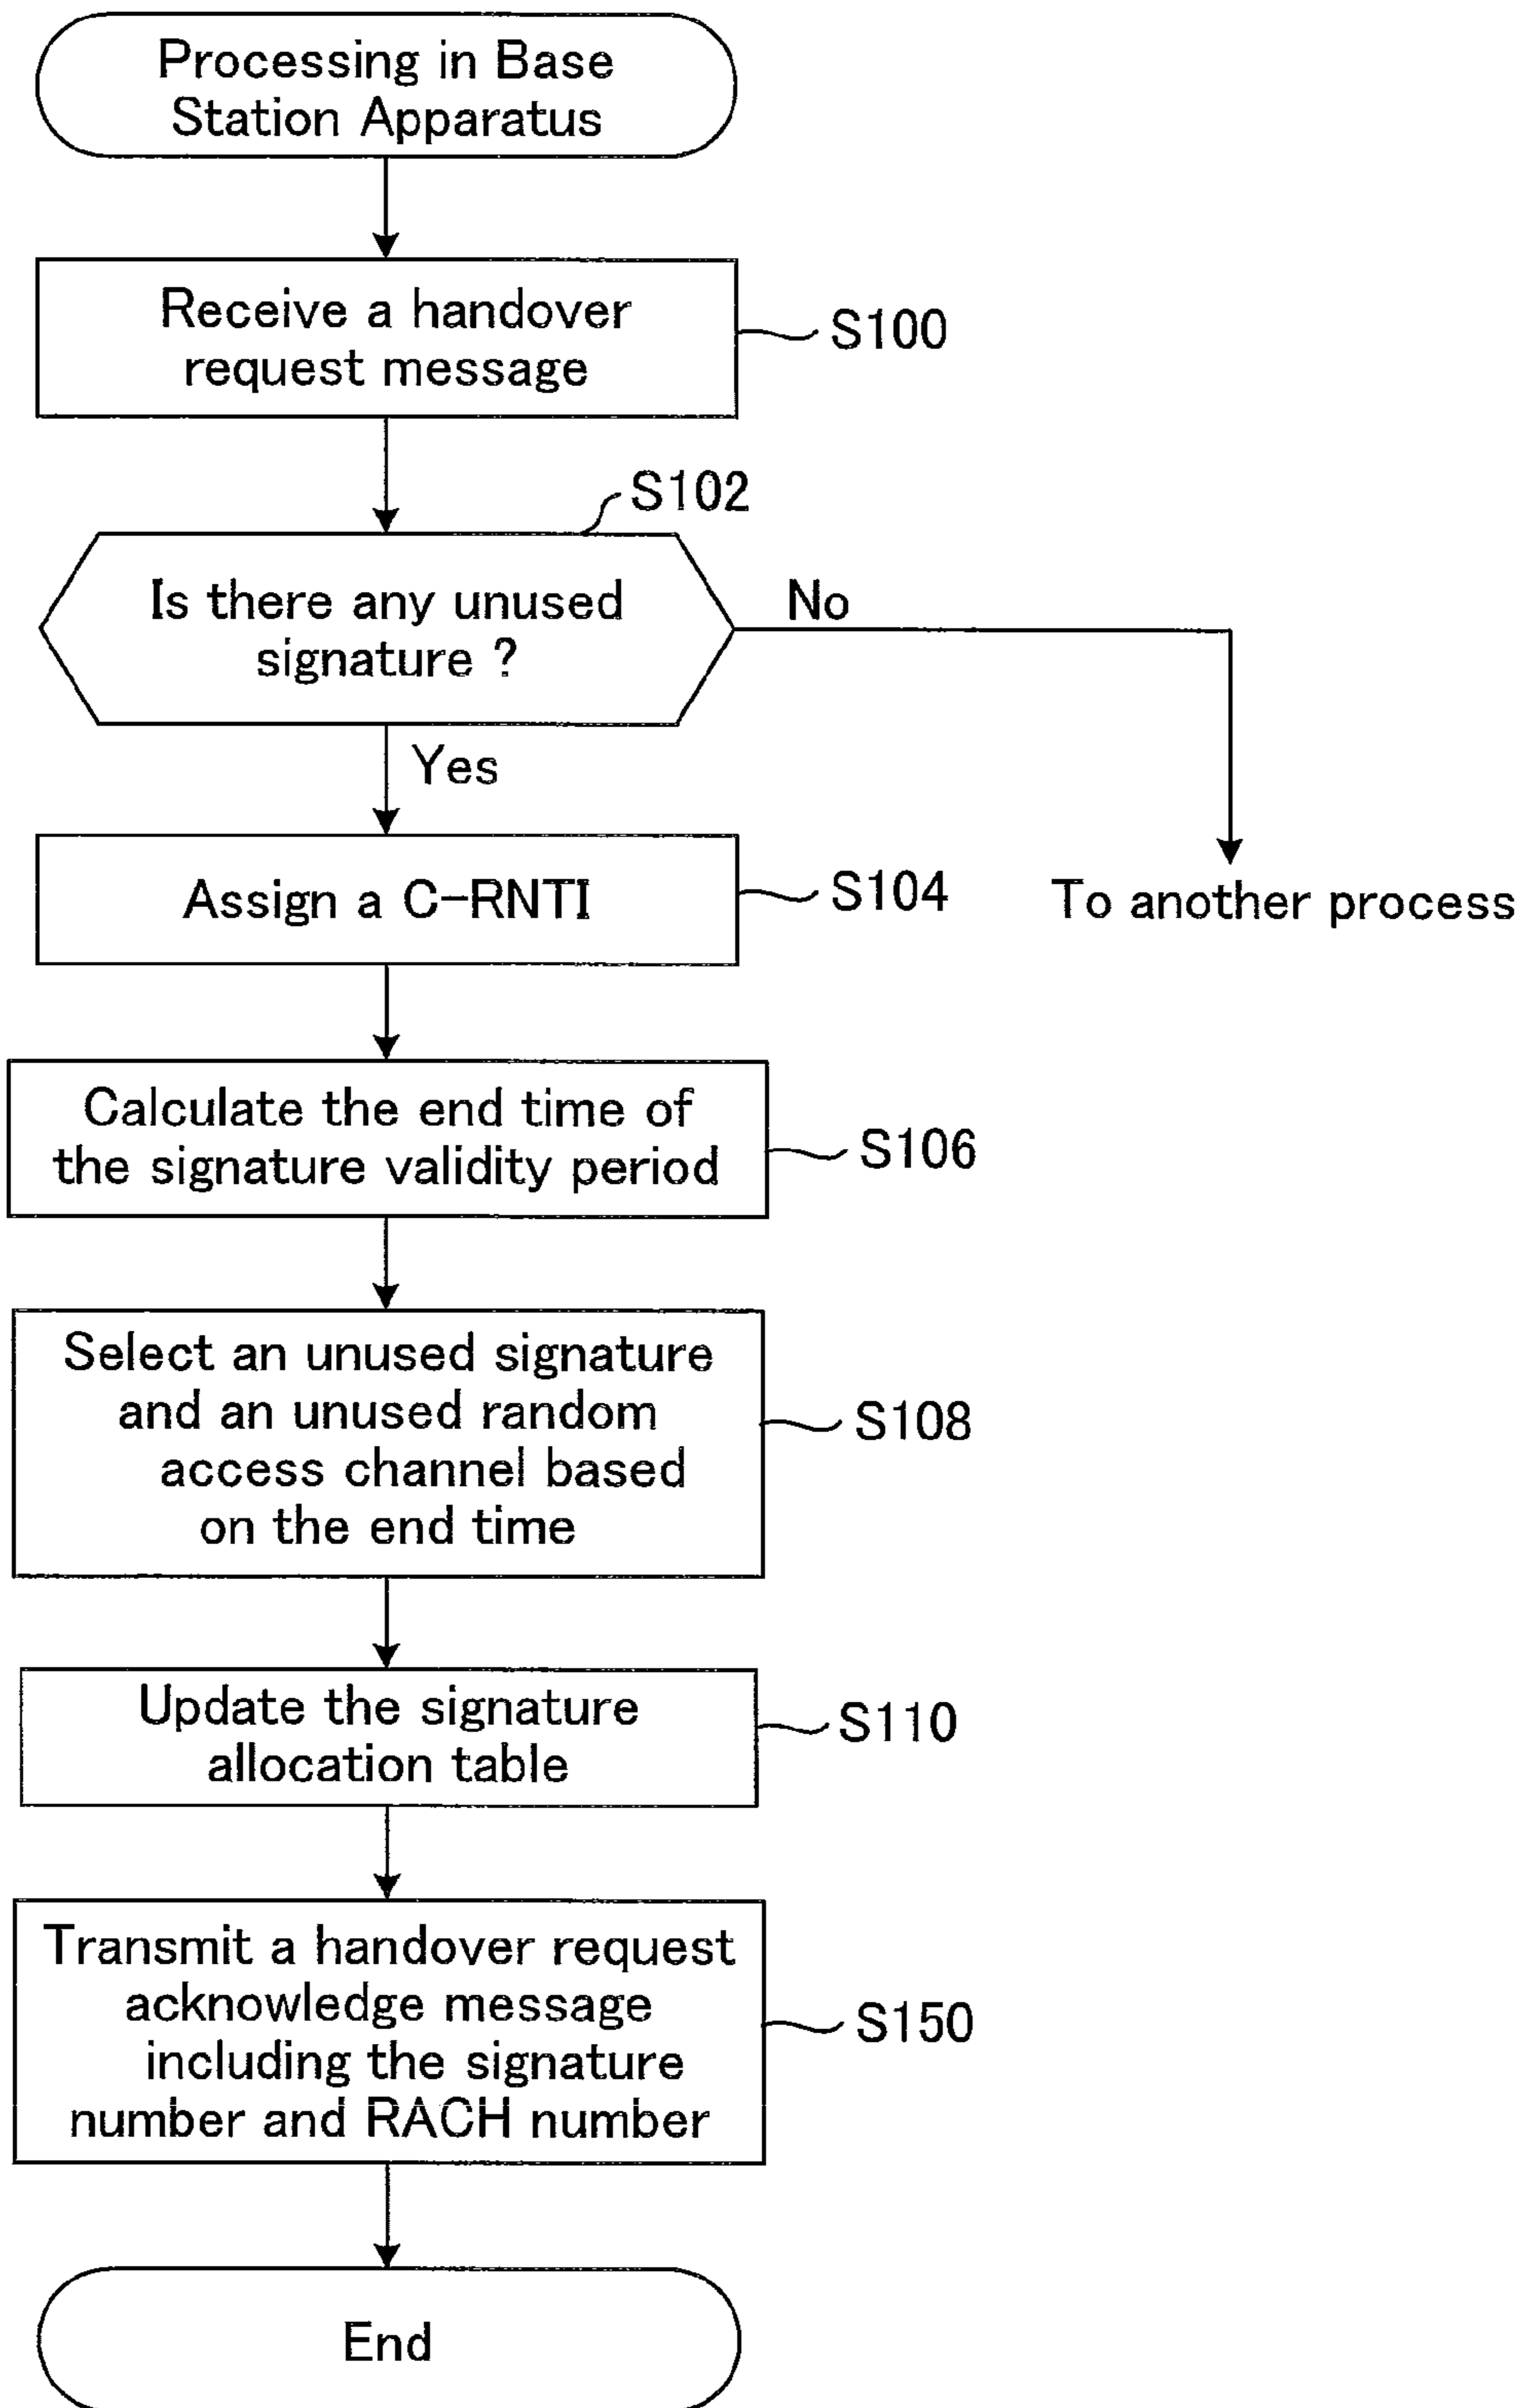 Processing in Base
Station Apparatus
Receive a handover
request message
S100
S102
Is there any unused
signature ?
No
Yes
Assign a C-RNTI
S104
To another process
Calculate the end time of
the signature validity period
S106
Select an unused signature
and an unused random
access channel based
on the end time
S108
Update the signature
allocation table
S110
Transmit a handover request
acknowledge message
including the signature
number and RACH number
S150
End